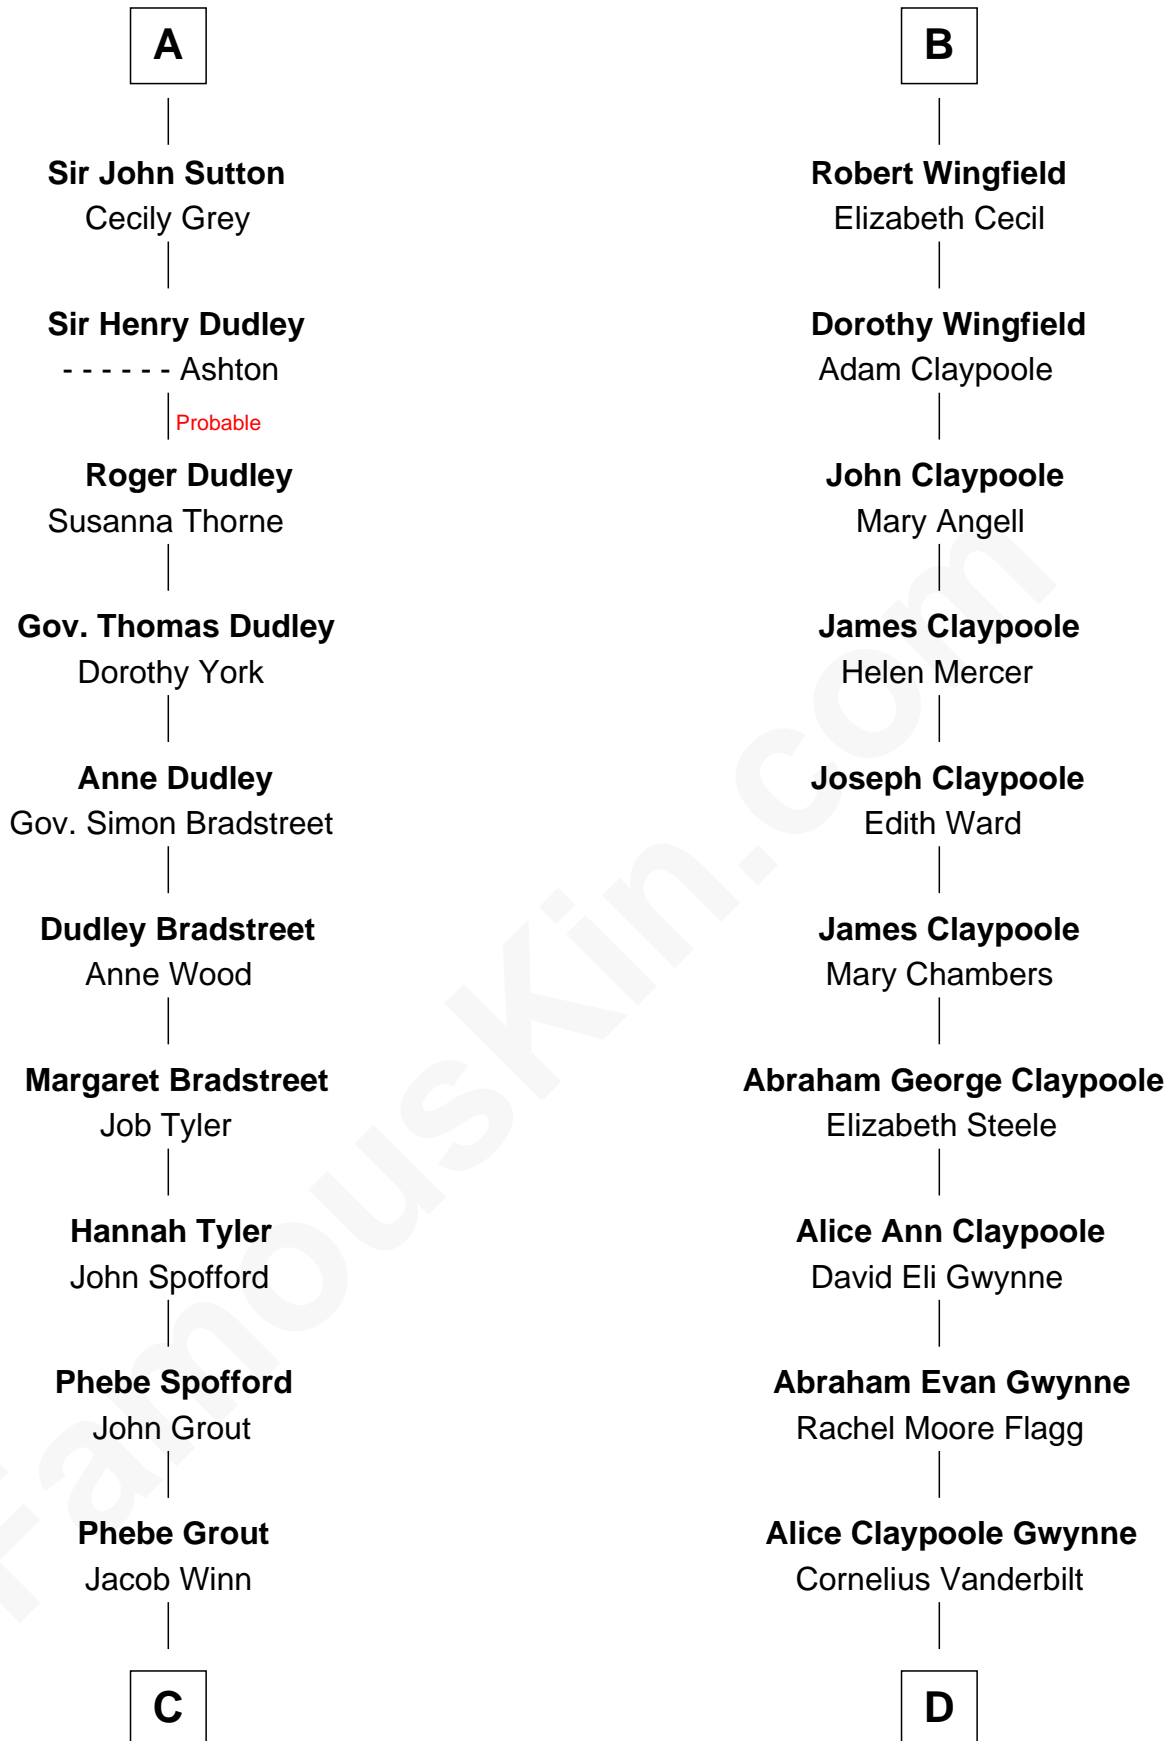 A
Sir John Sutton
Cecily Grey
Sir Henry Dudley
- - - - - - Ashton
Probable
Roger Dudley
Susanna Thorne
Gov. Thomas Dudley
Dorothy York
Anne Dudley
Gov. Simon Bradstreet
Dudley Bradstreet
Anne Wood
Margaret Bradstreet
Job Tyler
Hannah Tyler
John Spofford
Phebe Spofford
John Grout
Phebe Grout
Jacob Winn
C
B
Robert Wingfield
Elizabeth Cecil
Dorothy Wingfield
Adam Claypoole
John Claypoole
Mary Angell
James Claypoole
Helen Mercer
Joseph Claypoole
Edith Ward
James Claypoole
Mary Chambers
Abraham George Claypoole
Elizabeth Steele
Alice Ann Claypoole
David Eli Gwynne
Abraham Evan Gwynne
Rachel Moore Flagg
Alice Claypoole Gwynne
Cornelius Vanderbilt
D
FamousKin.com